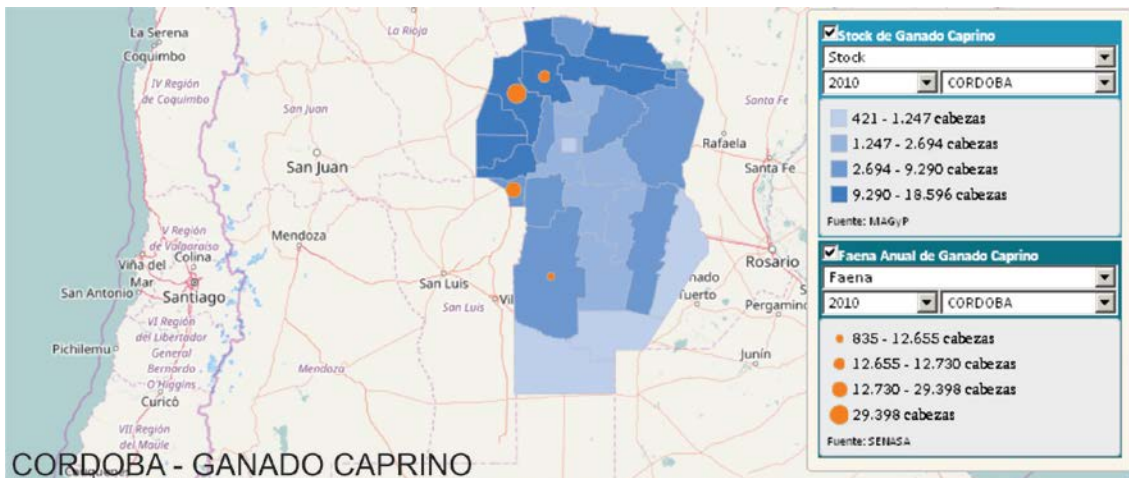 La Serena
Coquimbo
IV Región
de Coquimbo
La Rioja
San Juan
San Juan
Santa Fe
Rafaela
Santa Fe
V Región
de Valparaíso
Viña del
Mar
Colina
San Antonio
Santiago
Mendoza
San Luis
San Luis
Rosario
Pergamino
Junín
VI Región
del Libertador
General
Bernardo
O'Higgins
Pichilemu
Curicó
Mendoza
VII Región
del Maule
CORDOBA - GANADO CAPRINO
Stock de Ganado Caprino
Stock
2010 CORDOBA
421 - 1.247 cabezas
1.247 - 2.694 cabezas
2.694 - 9.290 cabezas
9.290 - 18.596 cabezas
Fuente: MAGyP
Faena Anual de Ganado Caprino
Faena
2010 CORDOBA
835 - 12.655 cabezas
12.655 - 12.730 cabezas
12.730 - 29.398 cabezas
29.398 cabezas
Fuente: SENASA